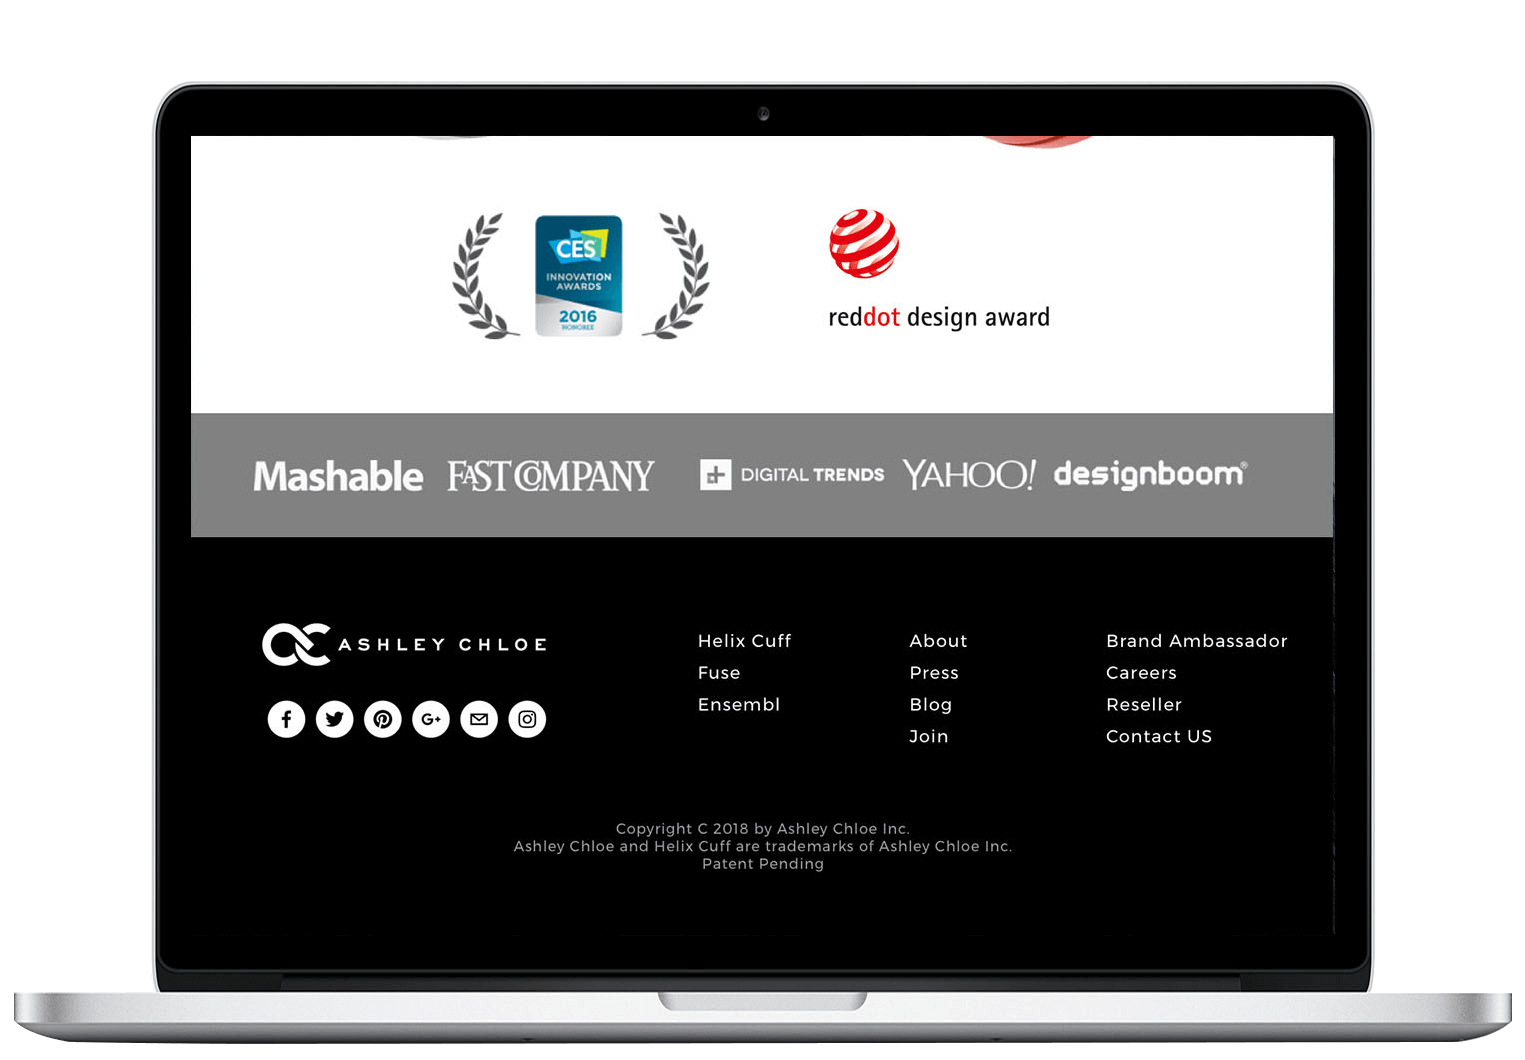 CES
INNOVATION
AWARDS
2016
HONOREE
reddot design award
Mashable
FAST COMPANY
DIGITAL TRENDS
YAHOO!
designboom®
ASHLEY CHLOE
Helix Cuff
Fuse
Ensembl
About
Press
Blog
Join
Brand Ambassador
Careers
Reseller
Contact US
G+
Copyright C 2018 by Ashley Chloe Inc.
Ashley Chloe and Helix Cuff are trademarks of Ashley Chloe Inc.
Patent Pending